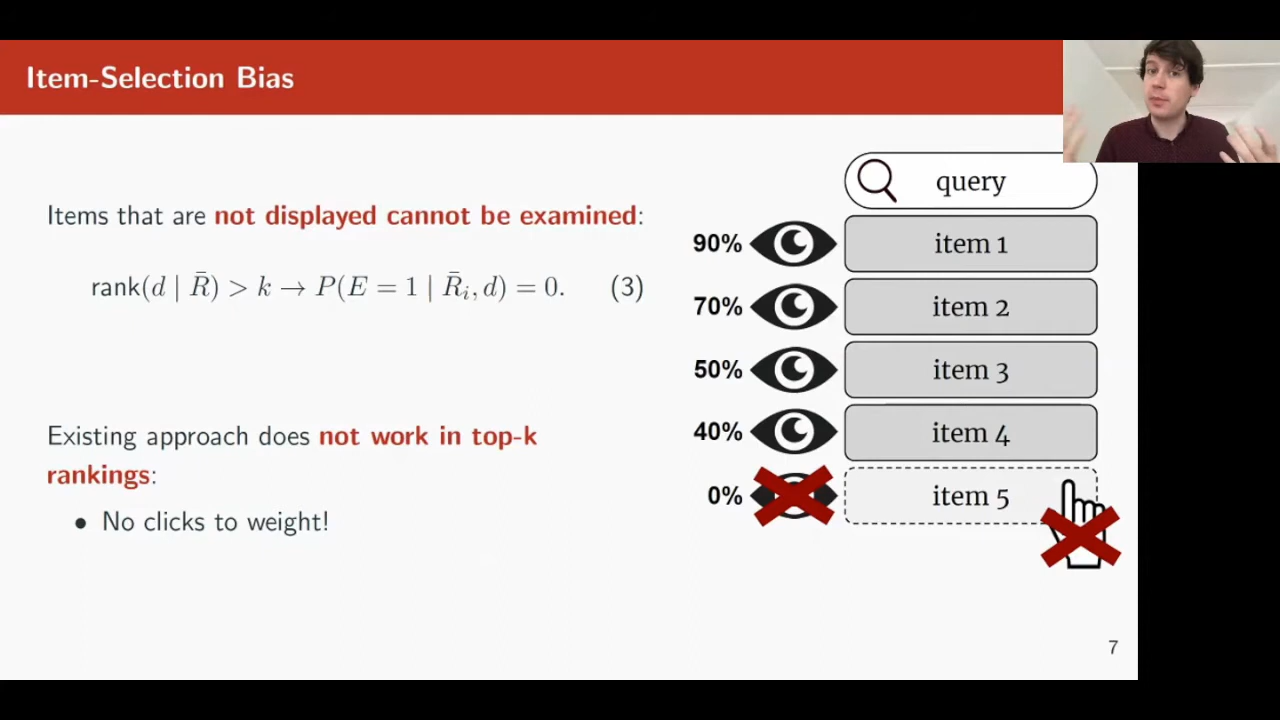 Item-Selection Bias
Items that are not displayed cannot be examined:
rank(d | R̄) > k → P(E = 1 | R̄ᵢ, d) = 0. (3)
Existing approach does not work in top-k
rankings:
• No clicks to weight!
query
90% item 1
70% item 2
50% item 3
40% item 4
0% item 5
7